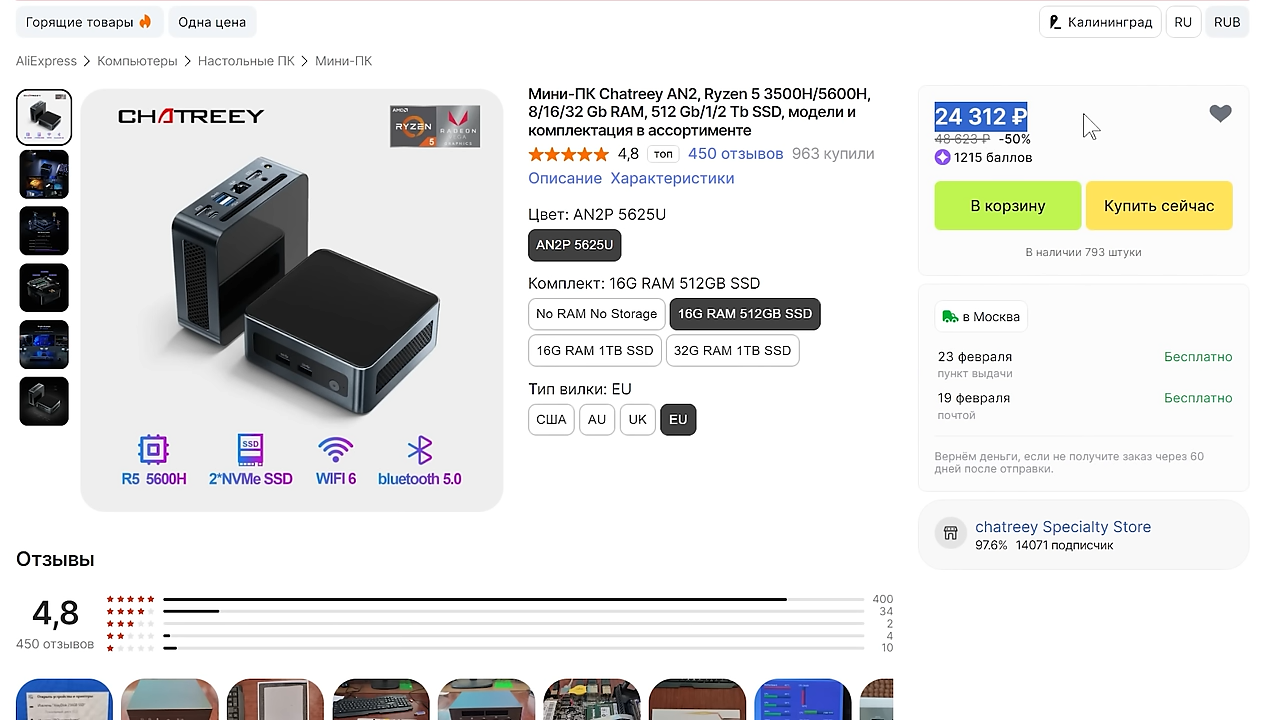 Горящие товары
Одна цена
Калининград
RU
RUB
AliExpress
Компьютеры
Настольные ПК
Мини-ПК
CHATREEY
AMD
RYZEN
5
RADEON
GRAPHICS
R5 5600H
2*NVMe SSD
WIFI 6
bluetooth 5.0
SSD
Мини-ПК Chatreey AN2, Ryzen 5 3500H/5600H,
8/16/32 Gb RAM, 512 Gb/1/2 Tb SSD, модели и
комплектация в ассортименте
4,8
топ
450 отзывов
963 купили
Описание
Характеристики
Цвет: AN2P 5625U
AN2P 5625U
Комплект: 16G RAM 512GB SSD
No RAM No Storage
16G RAM 512GB SSD
16G RAM 1TB SSD
32G RAM 1TB SSD
Тип вилки: EU
США
AU
UK
EU
24 312 ₽
48 623 ₽ -50%
1215 баллов
В корзину
Купить сейчас
В наличии 793 штуки
в Москва
23 февраля
Бесплатно
пункт выдачи
19 февраля
Бесплатно
почтой
Вернём деньги, если не получите заказ через 60
дней после отправки.
chatreey Specialty Store
97.6% 14071 подписчик
Отзывы
4,8
450 отзывов
400
34
2
4
10